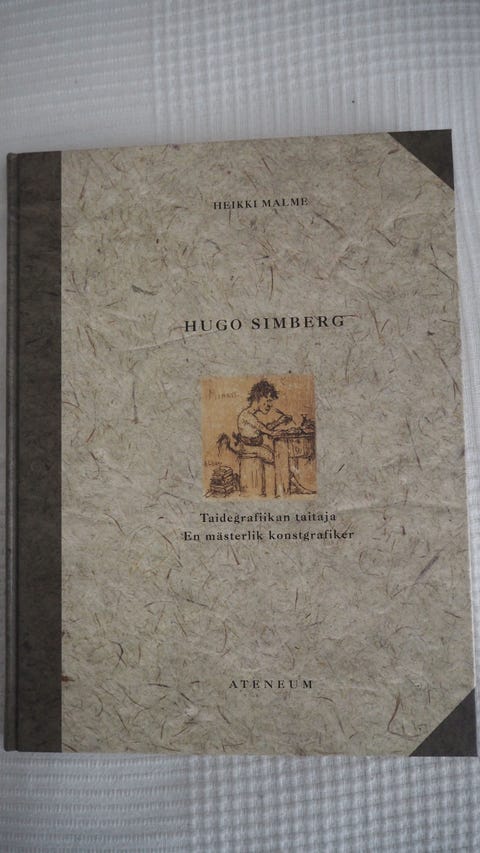 HEIKKI MALME
HUGO SIMBERG
Taidegrafiikan taitaja
En mästerlik konstgrafiker
ATENEUM